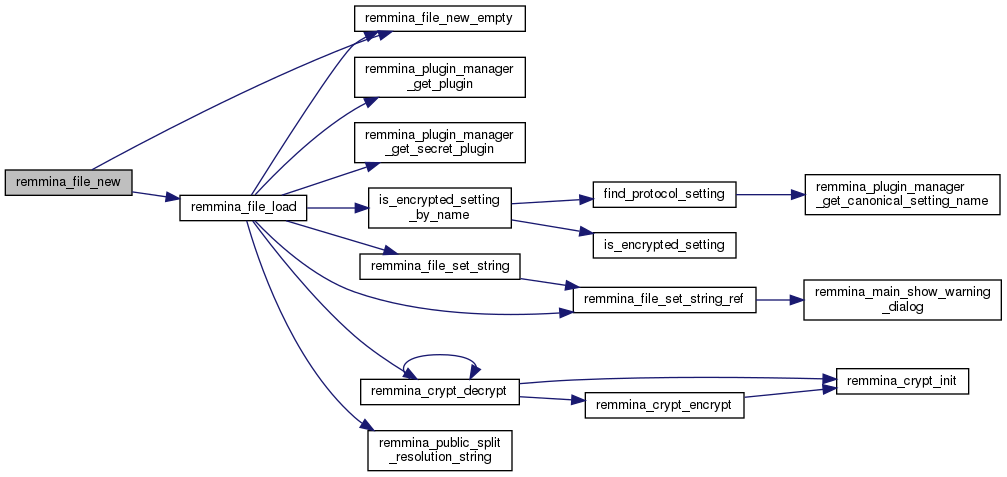 remmina_file_new
remmina_file_load
remmina_file_new_empty
remmina_plugin_manager
_get_plugin
remmina_plugin_manager
_get_secret_plugin
is_encrypted_setting
_by_name
remmina_file_set_string
remmina_crypt_decrypt
remmina_public_split
_resolution_string
find_protocol_setting
is_encrypted_setting
remmina_file_set_string_ref
remmina_crypt_encrypt
remmina_plugin_manager
_get_canonical_setting_name
remmina_main_show_warning
_dialog
remmina_crypt_init